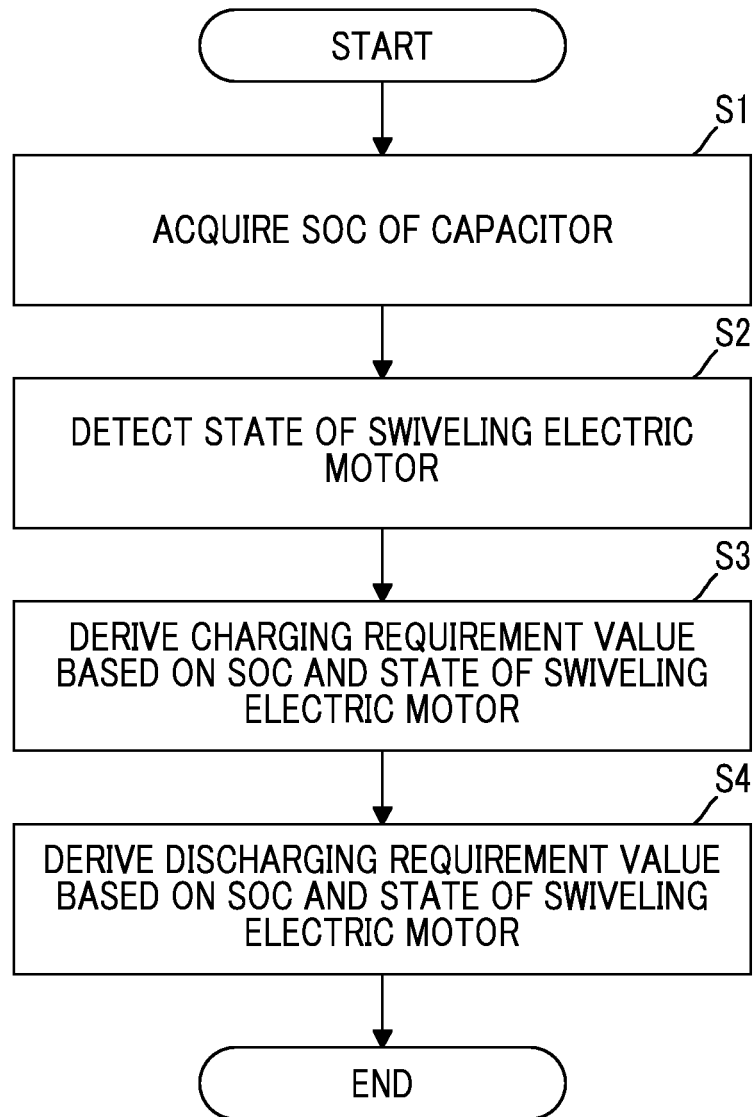 START
S1
ACQUIRE SOC OF CAPACITOR
S2
DETECT STATE OF SWIVELING ELECTRIC
MOTOR
S3
DERIVE CHARGING REQUIREMENT VALUE
BASED ON SOC AND STATE OF SWIVELING
ELECTRIC MOTOR
S4
DERIVE DISCHARGING REQUIREMENT VALUE
BASED ON SOC AND STATE OF SWIVELING
ELECTRIC MOTOR
END